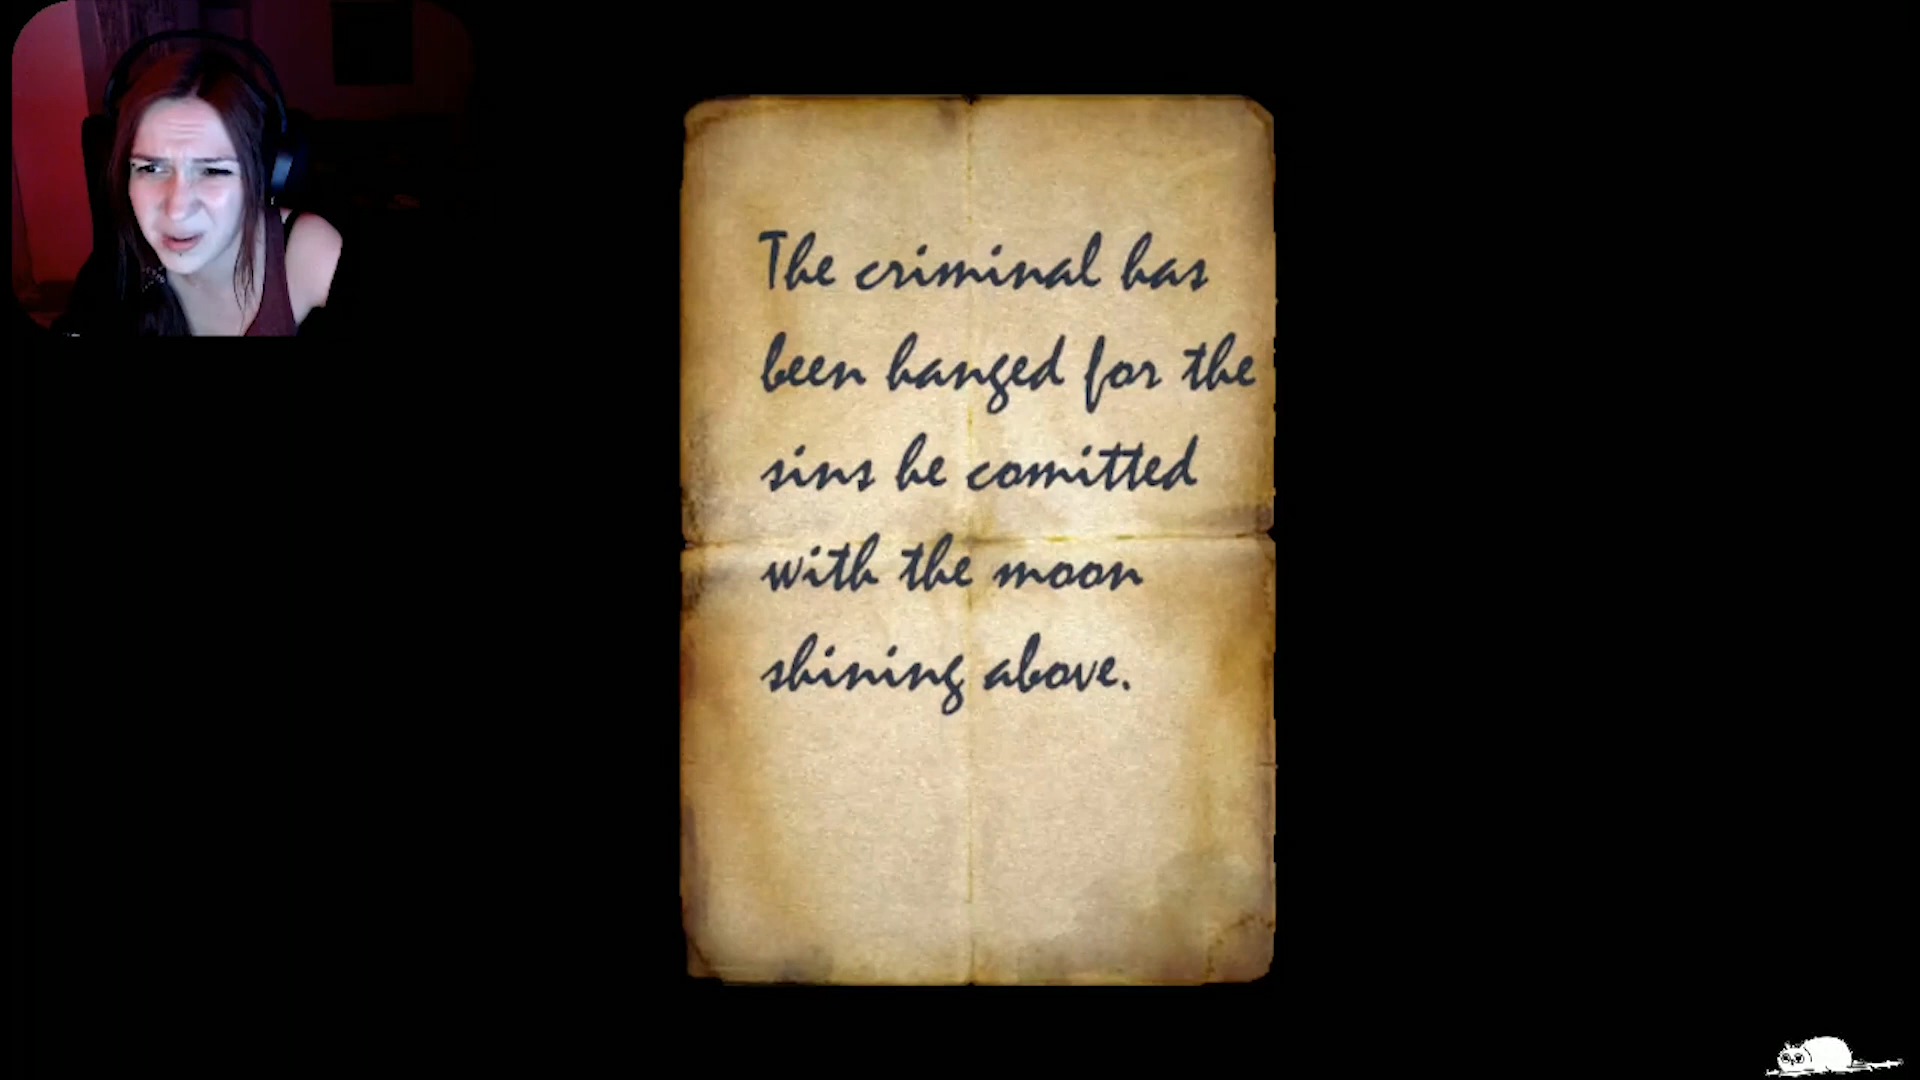 The criminal has
been hanged for the
sins he comitted
with the moon
shining above.